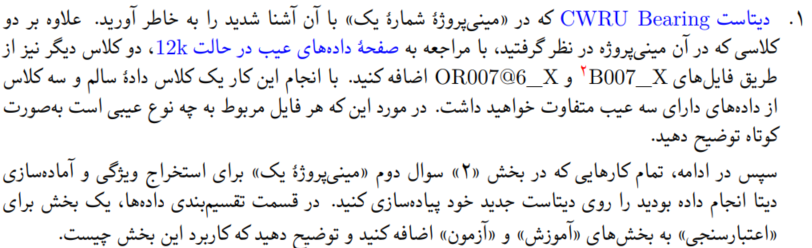 ۱. دیتاست CWRU Bearing که در «مینی‌پروژهٔ شمارهٔ یک» با آن آشنا شدید را به خاطر آورید. علاوه بر دو
کلاسی که در آن مینی‌پروژه در نظر گرفتید، با مراجعه به صفحهٔ داده‌های عیب در حالت 12k، دو کلاس دیگر نیز از
طریق فایل‌های B007_X۲ و OR007@6_X اضافه کنید. با انجام این کار یک کلاس دادهٔ سالم و سه کلاس
از داده‌های دارای سه عیب متفاوت خواهید داشت. در مورد این که هر فایل مربوط به چه نوع عیبی است به‌صورت
کوتاه توضیح دهید.
سپس در ادامه، تمام کارهایی که در بخش «۲» سوال دوم «مینی‌پروژهٔ یک» برای استخراج ویژگی و آماده‌سازی
دیتا انجام داده بودید را روی دیتاست جدید خود پیاده‌سازی کنید. در قسمت تقسیم‌بندی داده‌ها، یک بخش برای
«اعتبارسنجی» به بخش‌های «آموزش» و «آزمون» اضافه کنید و توضیح دهید که کاربرد این بخش چیست.